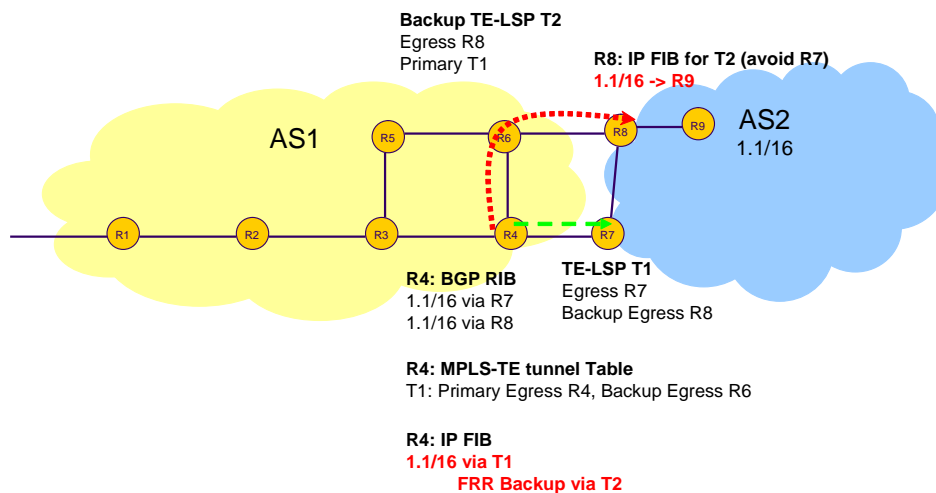 Backup TE-LSP T2
Egress R8
Primary T1
R8: IP FIB for T2 (avoid R7)
1.1/16 -> R9
AS1
AS2
1.1/16
R5
R6
R8
R9
R1
R2
R3
R4
R7
R4: BGP RIB
1.1/16 via R7
1.1/16 via R8
TE-LSP T1
Egress R7
Backup Egress R8
R4: MPLS-TE tunnel Table
T1: Primary Egress R4, Backup Egress R6
R4: IP FIB
1.1/16 via T1
FRR Backup via T2